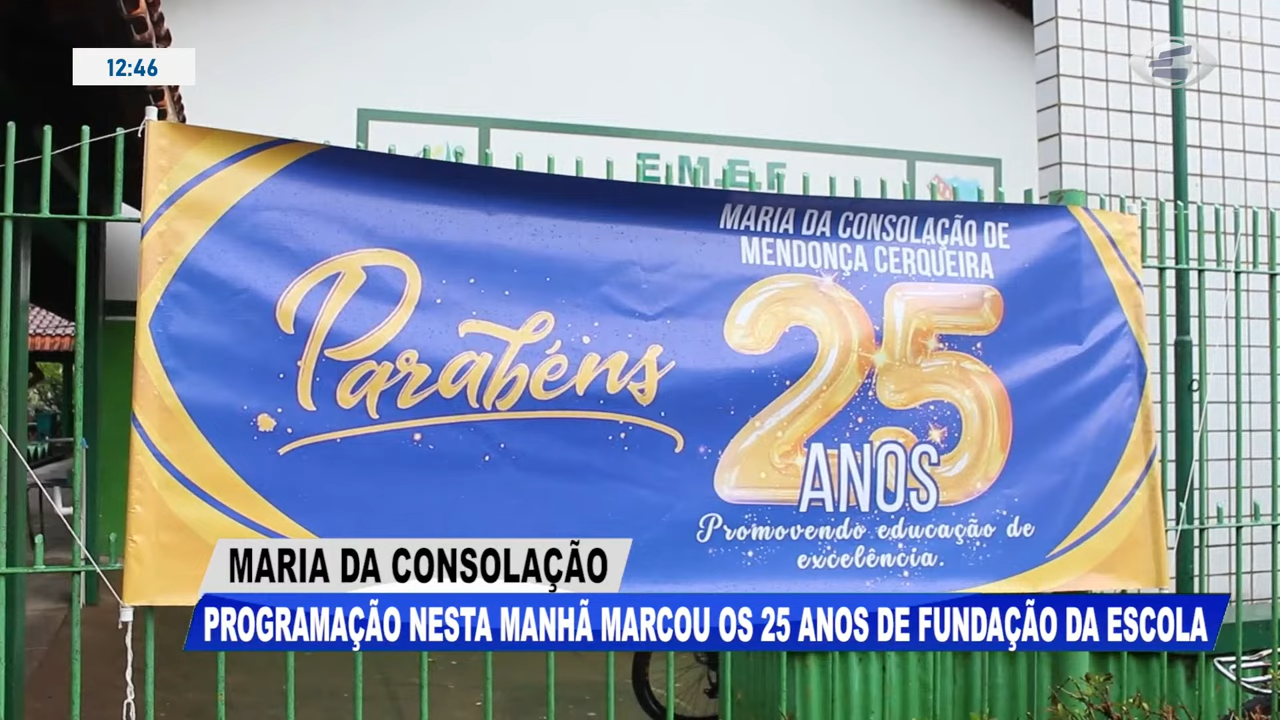 12:46
E.M.E.F
MARIA DA CONSOLAÇÃO DE
MENDONÇA CERQUEIRA
Parabéns
25
ANOS
Promovendo educação de
excelência.
MARIA DA CONSOLAÇÃO
PROGRAMAÇÃO NESTA MANHÃ MARCOU OS 25 ANOS DE FUNDAÇÃO DA ESCOLA